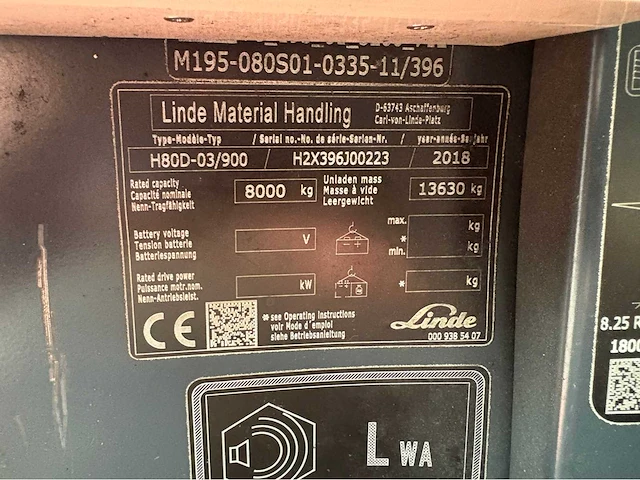 M195-080S01-0335-11/396
Linde Material Handling
D-63743 Aschaffenburg
Carl-von-Linde-Platz
Type-Modèle-Typ / Serial no.-No. de série-Serien-Nr. / year-année-Baujahr
H80D-03/900 / H2X396J00223 / 2018
Rated capacity
Capacité nominale
Nenn-Tragfähigkeit
8000 kg
Unladen mass
Masse à vide
Leergewicht
13630 kg
Battery voltage
Tension batterie
Batteriespannung
V
max. kg
* min. kg
Rated drive power
Puissance motr.nom.
Nenn-Antriebsleist.
kW
* kg
CE
* see Operating instructions
voir Mode d'emploi
siehe Betriebsanleitung
Linde
000 938 54 07
LWA
8.25 R
1800